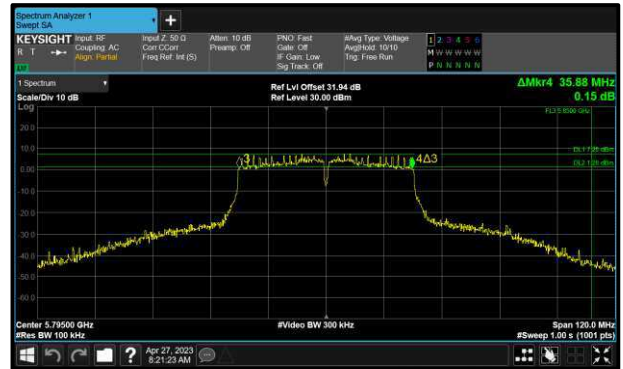 Spectrum Analyzer 1
Swept SA
+
KEYSIGHT
R T
Input: RF
Coupling: AC
Align: Partial
Input Z: 50 Ω
Corr CCorr
Freq Ref: Int (S)
Atten: 10 dB
Preamp: Off
PNO: Fast
Gate: Off
IF Gain: Low
Sig Track: Off
#Avg Type: Voltage
Avg|Hold: 10/10
Trig: Free Run
1 2 3 4 5 6
M W W W W W
P N N N N N
1 Spectrum
Scale/Div 10 dB
Log
Ref Lvl Offset 31.94 dB
Ref Level 30.00 dBm
ΔMkr4 35.88 MHz
0.15 dB
20.0
10.0
0.00
-10.0
-20.0
-30.0
-40.0
-50.0
-60.0
3
4Δ3
Center 5.79500 GHz
#Res BW 100 kHz
#Video BW 300 kHz
Span 120.0 MHz
#Sweep 1.00 s (1001 pts)
?
Apr 27, 2023
8:21:23 AM